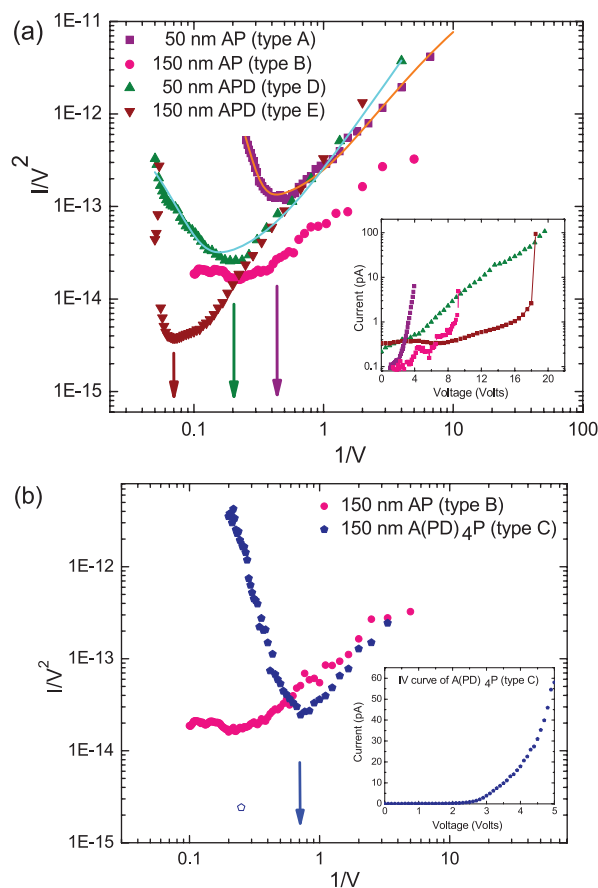 (a)
50 nm AP (type A)
150 nm AP (type B)
50 nm APD (type D)
150 nm APD (type E)
I/V²
1E-11
1E-12
1E-13
1E-14
1E-15
0.1
1
10
100
1/V
Current (pA)
100
10
1
0.1
0
4
8
12
16
20
Voltage (Volts)
(b)
150 nm AP (type B)
150 nm A(PD)₄P (type C)
I/V²
1E-12
1E-13
1E-14
1E-15
0.1
1
10
1/V
IV curve of A(PD)₄P (type C)
Current (pA)
60
50
40
30
20
10
0
0
1
2
3
4
5
Voltage (Volts)